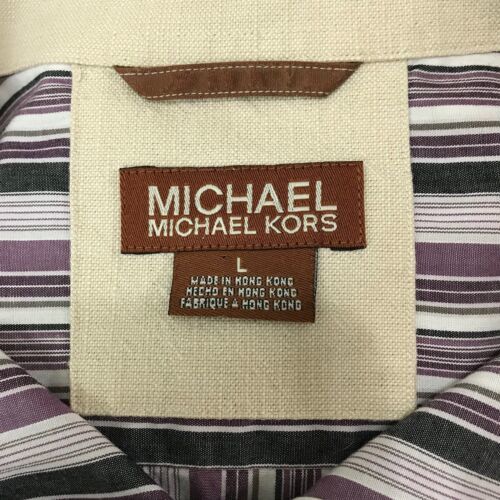 MICHAEL
MICHAEL KORS
L
MADE IN HONG KONG
HECHO EN HONG KONG
FABRIQUE A HONG KONG